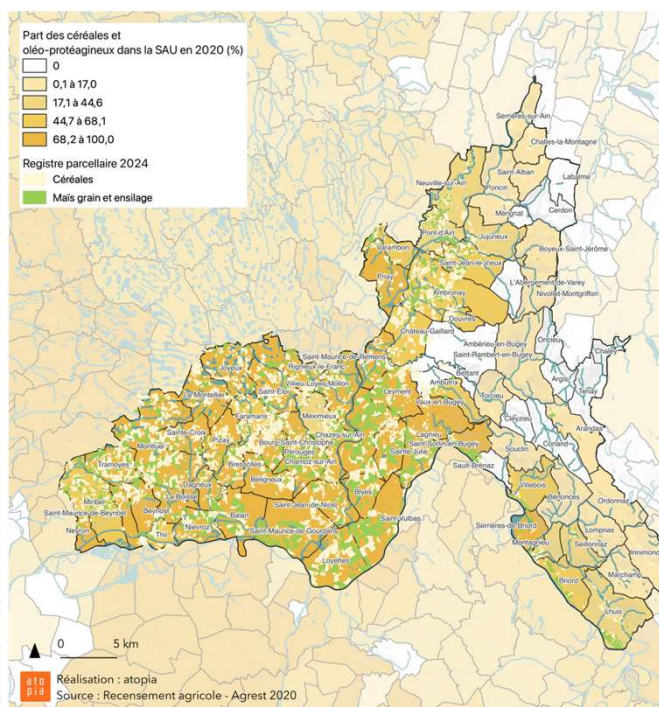 Part des céréales et
oléo-protéagineux dans la SAU en 2020 (%)
0
0,1 à 17,0
17,1 à 44,6
44,7 à 68,1
68,2 à 100,0
Registre parcellaire 2024
Céréales
Maïs grain et ensilage
Serrières-sur-Ain
Challes-la-Montagne
Saint-Alban
Labalme
Neuville-sur-Ain
Poncin
Cerdon
Mérignat
Pont-d'Ain
Jujurieux
Boyeux-Saint-Jérôme
Varambon
Saint-Jean-le-Vieux
Priay
L'Abergement-de-Varey
Nivollet-Montgriffon
Ambronay
Douvres
Château-Gaillard
Ambérieu-en-Bugey
Oncieu
Saint-Maurice-de-Rémens
Saint-Rambert-en-Bugey
Chaley
Joyeux
Rignieux-le-Franc
Bettant
Argis
Tenay
Villieu-Loyes-Mollon
Ambutrix
Le Montellier
Saint-Éloi
Leyment
Vaux-en-Bugey
Torcieu
Cleyzieu
Arandas
Faramans
Meximieux
Sainte-Croix
Pizay
Bourg-Saint-Christophe
Chazey-sur-Ain
Lagnieu
Conand
Montluel
Pérouges
Sainte-Julie
Saint-Sorlin-en-Bugey
Souclin
Tramoyes
Bressolles
Charnoz-sur-Ain
Sault-Brénaz
Dagneux
Béligneux
Blyes
Villebois
Ordonnaz
Miribel
La Boisse
Bénonces
Saint-Maurice-de-Beynost
Beynost
Balan
Saint-Jean-de-Niost
Saint-Vulbas
Neyron
Thil
Niévroz
Saint-Maurice-de-Gourdans
Serrières-de-Briord
Lompnas
Montagnieu
Seillonnaz
Innimond
Loyettes
Briord
Marchamp
Lhuis
0
5 km
ato
pia
Réalisation : atopia
Source : Recensement agricole - Agrest 2020